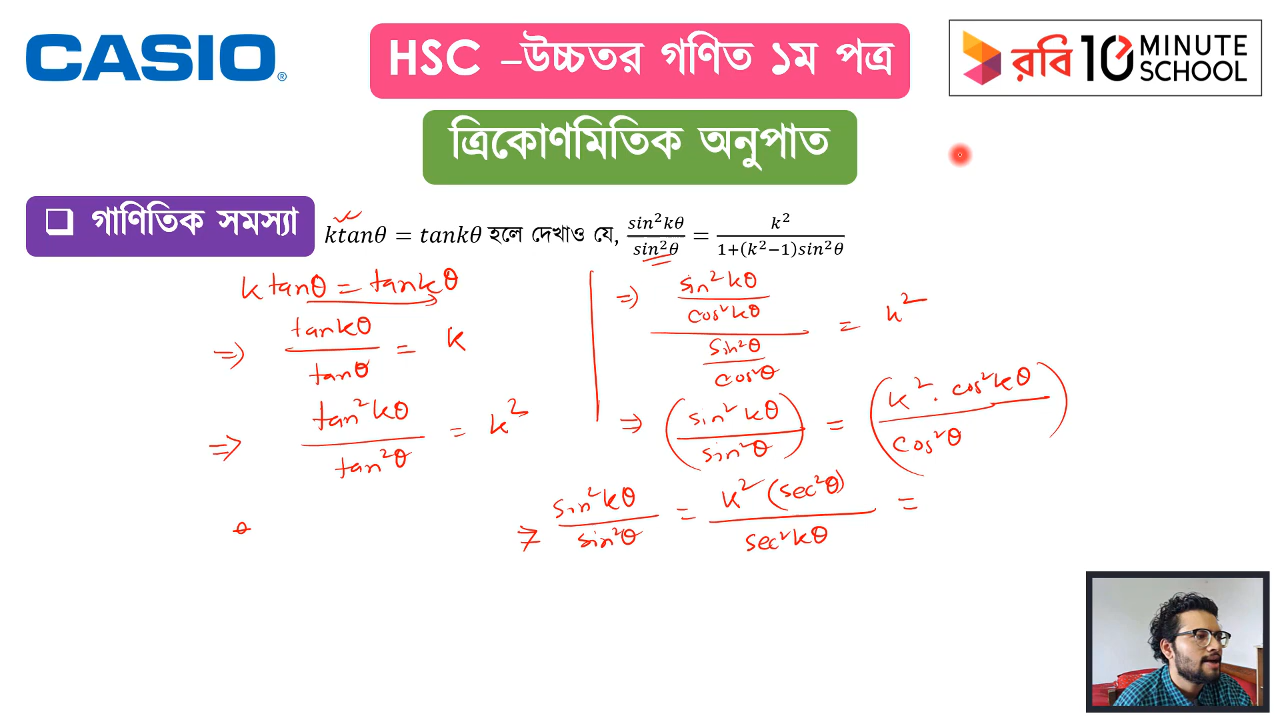 CASIO®
HSC –উচ্চতর গণিত ১ম পত্র
রবি 10 MINUTE SCHOOL
ত্রিকোণমিতিক অনুপাত
❑ গাণিতিক সমস্যা
ktanθ = tankθ হলে দেখাও যে, sin²kθ/sin²θ = k²/1+(k²−1)sin²θ
k tanθ = tankθ
=> tankθ/tanθ = k
=> tan²kθ/tan²θ = k²
θ
=> (sin²kθ/cos²kθ)/(sin²θ/cos²θ) = k²
=> (sin²kθ/sin²θ) = (k² · cos²kθ/cos²θ)
=> sin²kθ/sin²θ = k²(sec²θ)/sec²kθ =